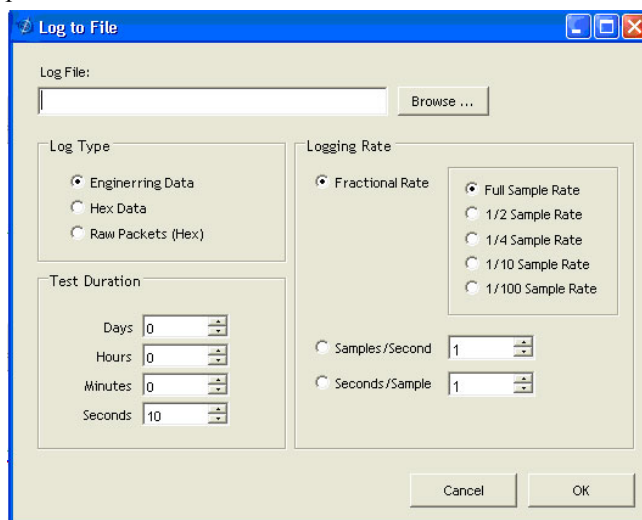 Log to File
Log File:
Browse ...
Log Type
Enginerring Data
Hex Data
Raw Packets (Hex)
Test Duration
Days 0
Hours 0
Minutes 0
Seconds 10
Logging Rate
Fractional Rate
Full Sample Rate
1/2 Sample Rate
1/4 Sample Rate
1/10 Sample Rate
1/100 Sample Rate
Samples/Second 1
Seconds/Sample 1
Cancel
OK